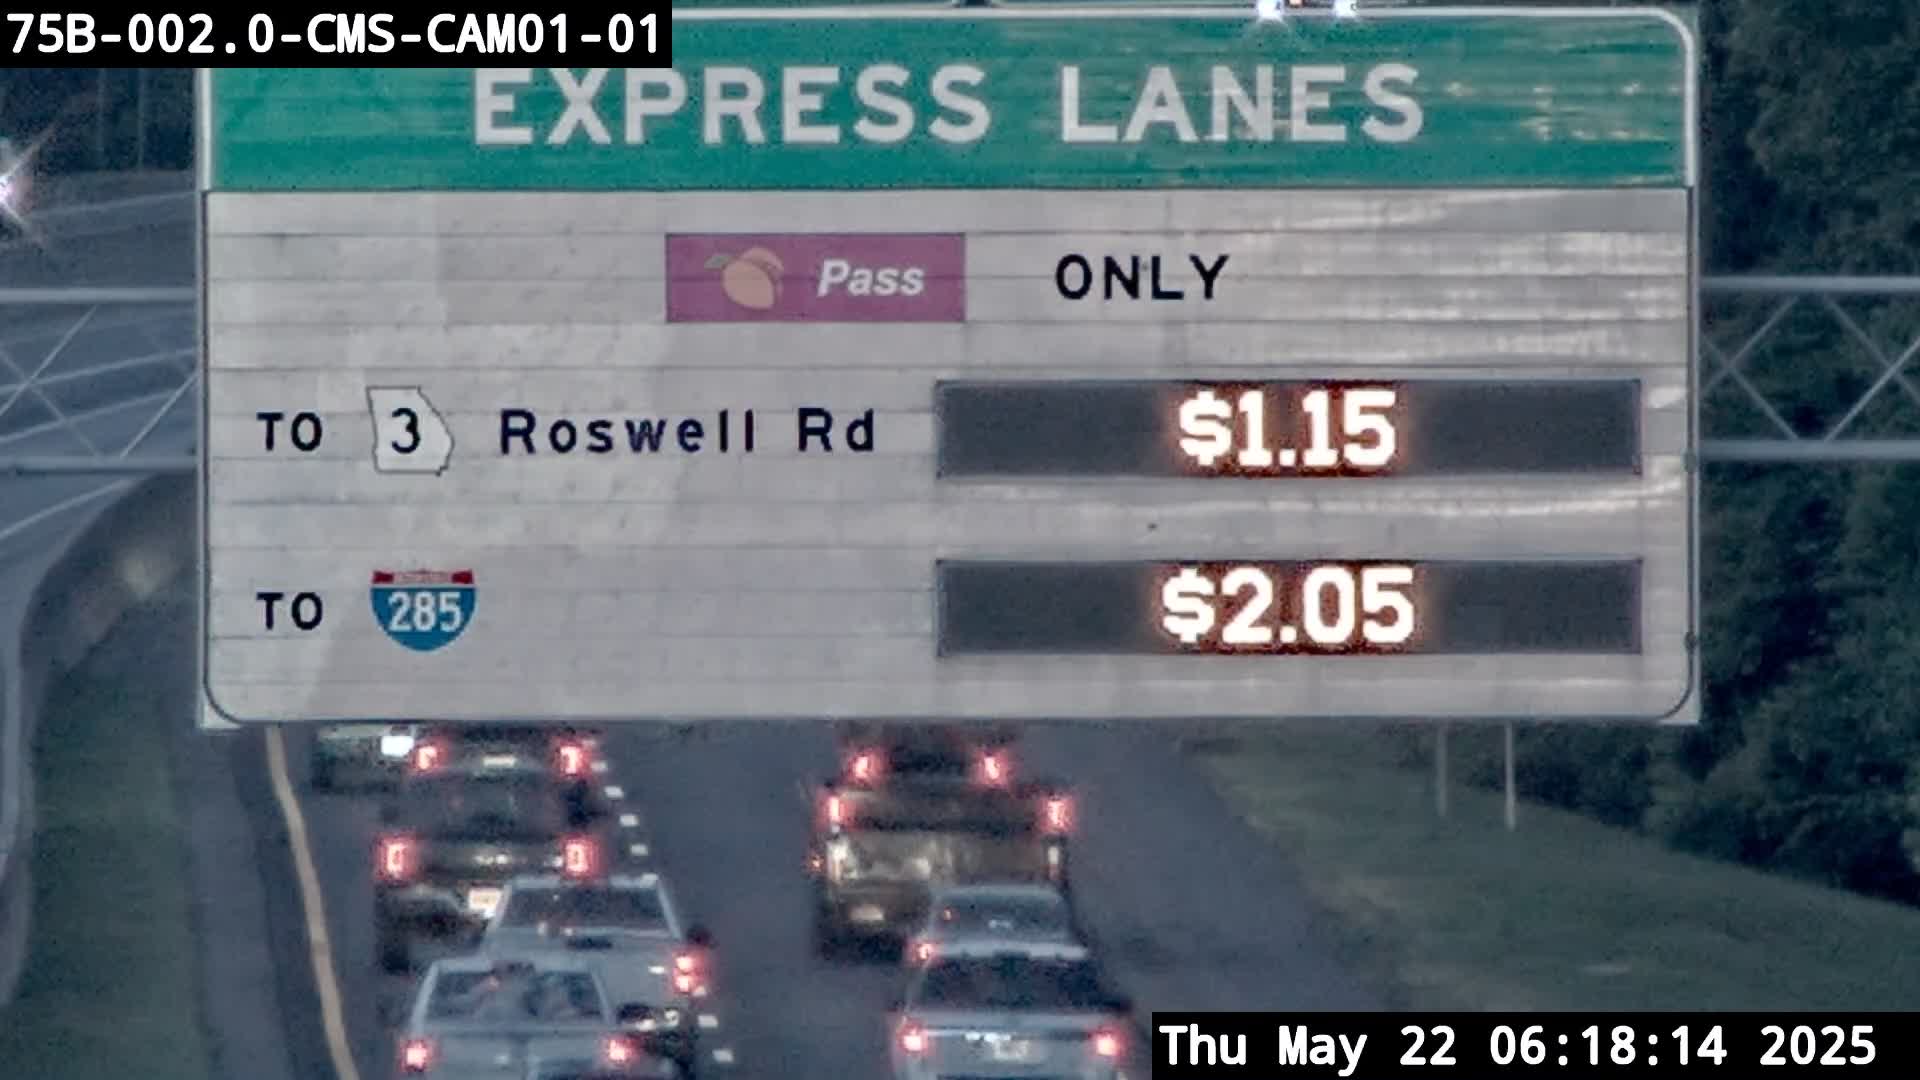 75B-002.0-CMS-CAM01-01
EXPRESS LANES
Pass ONLY
TO 3 Roswell Rd $1.15
TO 285 $2.05
Thu May 22 06:18:14 2025